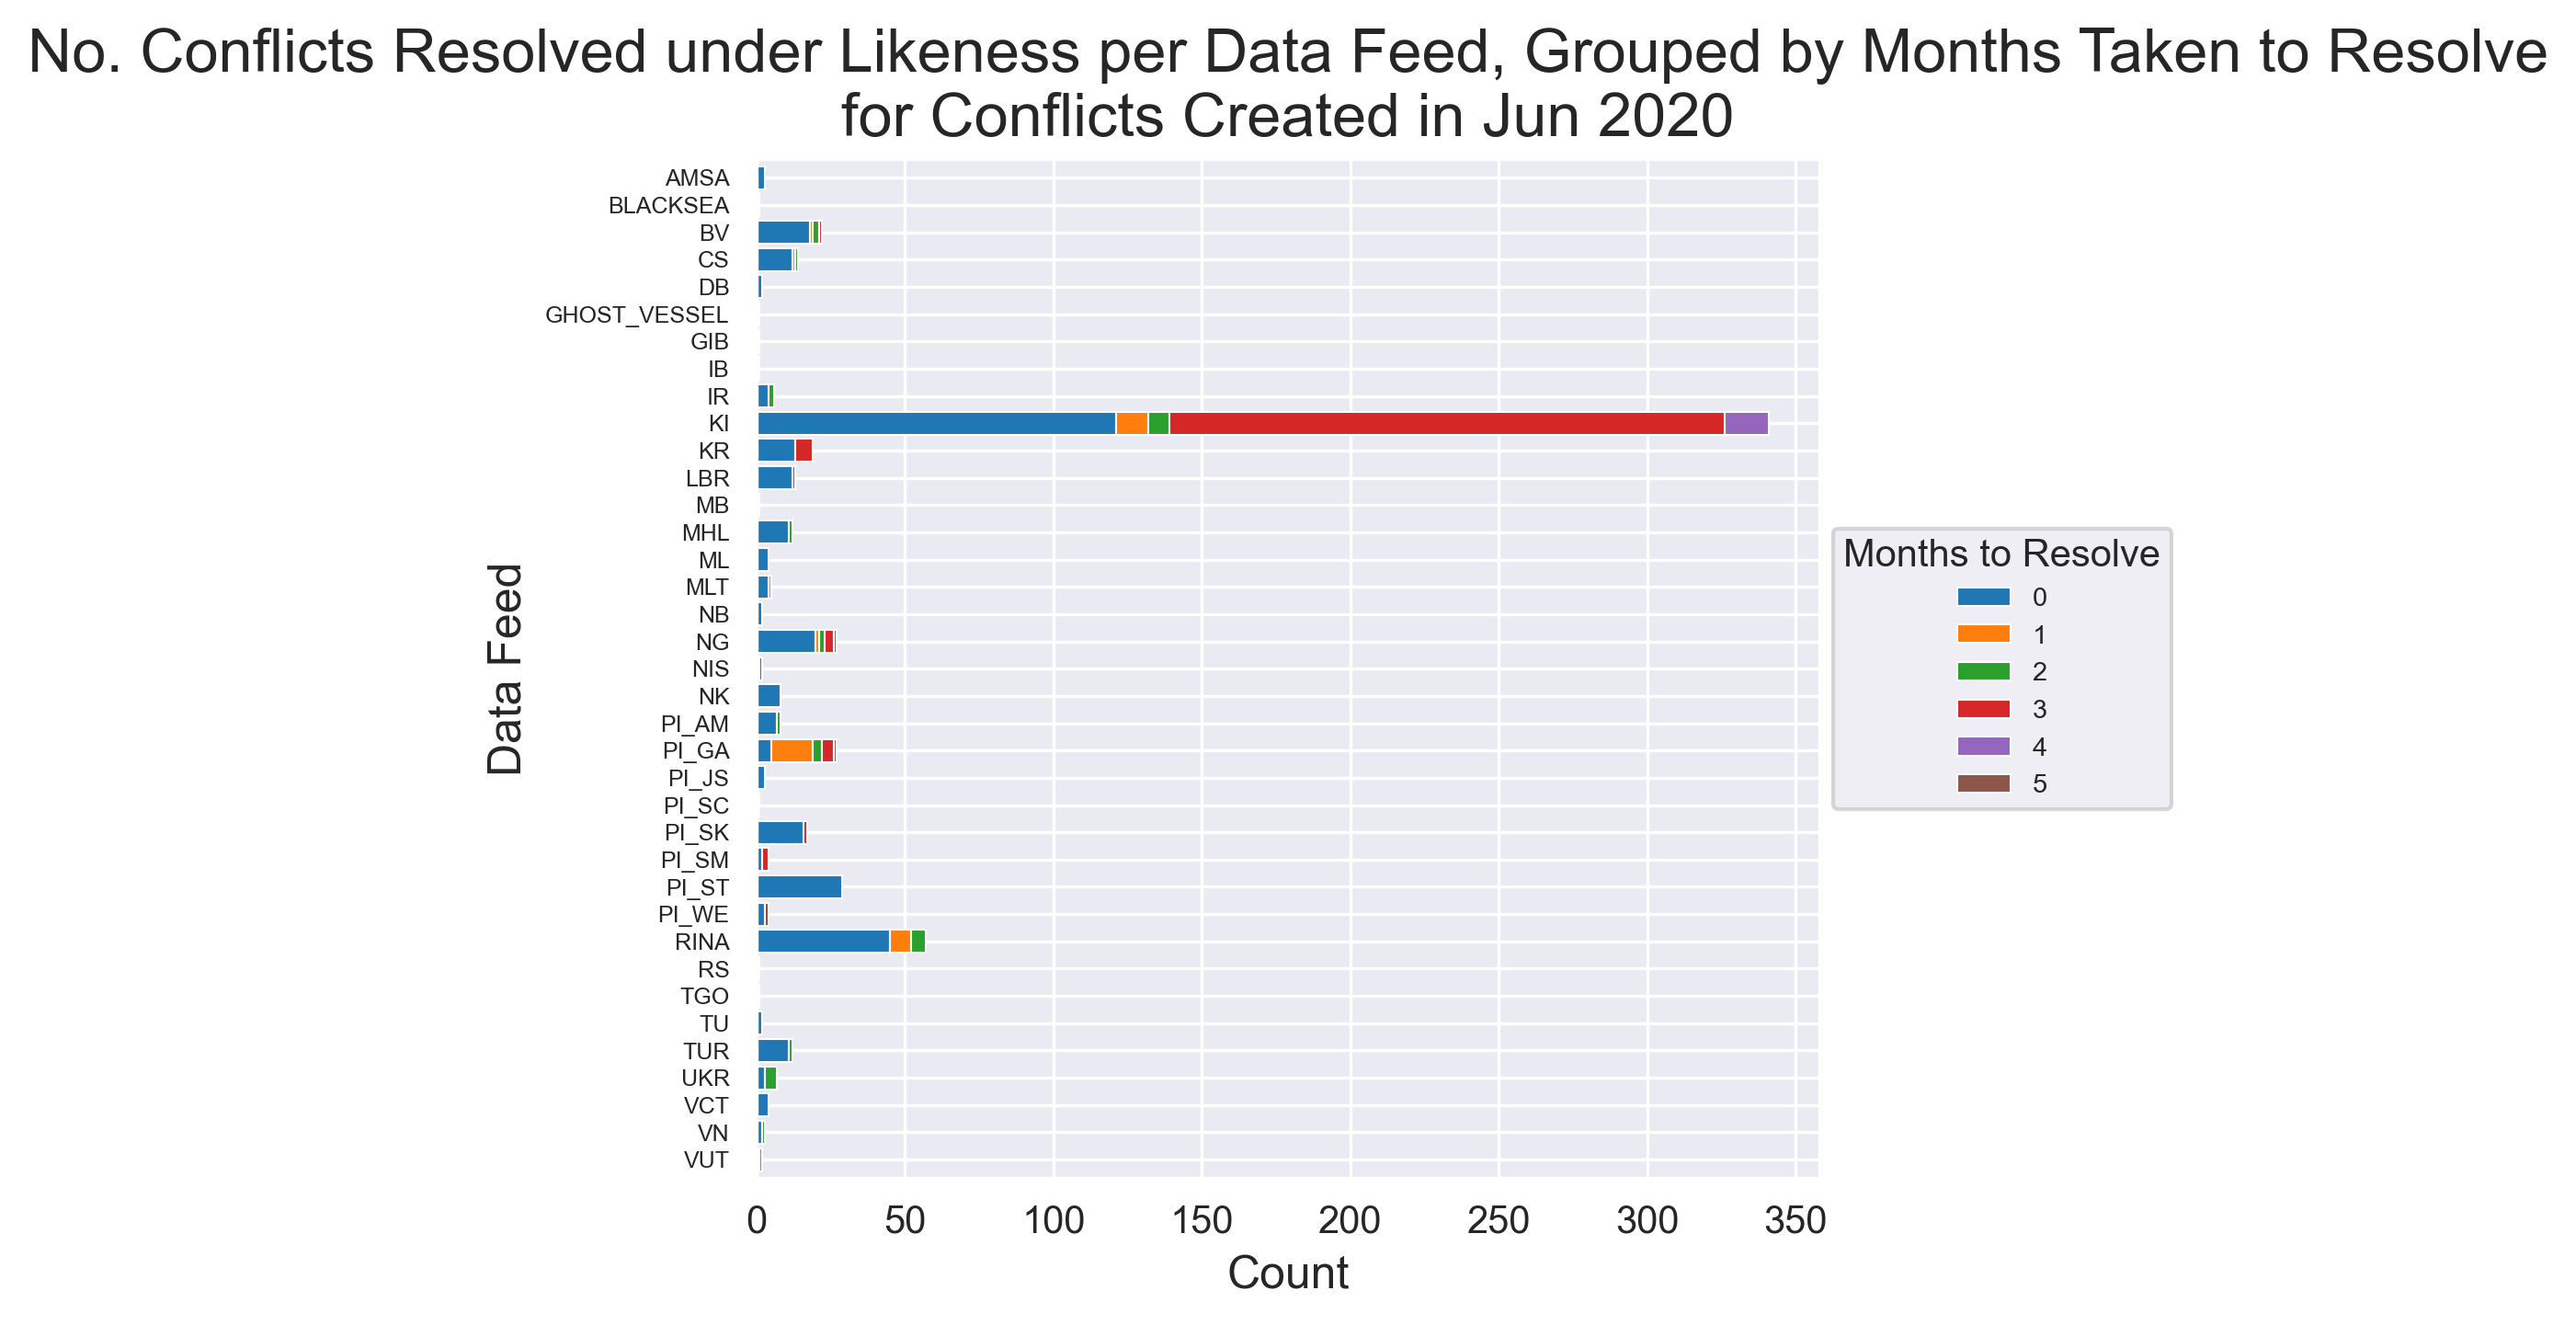 No. Conflicts Resolved under Likeness per Data Feed, Grouped by Months Taken to Resolve
for Conflicts Created in Jun 2020
AMSA
BLACKSEA
BV
CS
DB
GHOST_VESSEL
GIB
IB
IR
KI
KR
LBR
MB
MHL
ML
MLT
NB
NG
NIS
NK
PI_AM
PI_GA
PI_JS
PI_SC
PI_SK
PI_SM
PI_ST
PI_WE
RINA
RS
TGO
TU
TUR
UKR
VCT
VN
VUT
Data Feed
0 50 100 150 200 250 300 350
Count
Months to Resolve
0
1
2
3
4
5